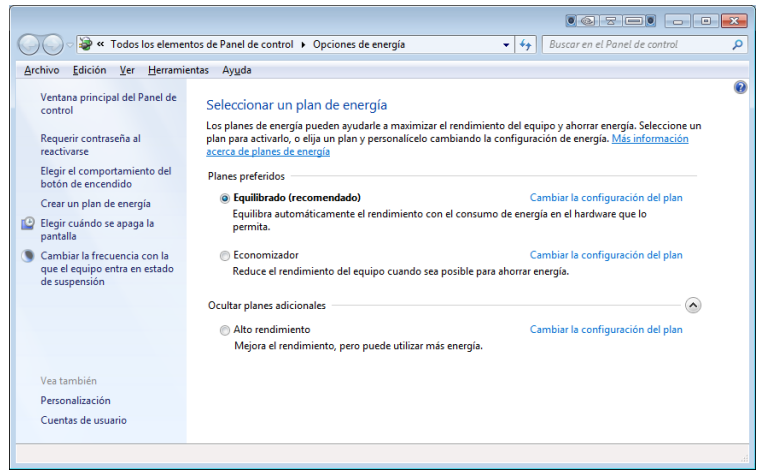 « Todos los elementos de Panel de control ▸ Opciones de energía
Buscar en el Panel de control
Archivo Edición Ver Herramientas Ayuda
Ventana principal del Panel de
control
Requerir contraseña al
reactivarse
Elegir el comportamiento del
botón de encendido
Crear un plan de energía
Elegir cuándo se apaga la
pantalla
Cambiar la frecuencia con la
que el equipo entra en estado
de suspensión
Vea también
Personalización
Cuentas de usuario
Seleccionar un plan de energía
Los planes de energía pueden ayudarle a maximizar el rendimiento del equipo y ahorrar energía. Seleccione un
plan para activarlo, o elija un plan y personalícelo cambiando la configuración de energía. Más información
acerca de planes de energía
Planes preferidos
Equilibrado (recomendado) Cambiar la configuración del plan
Equilibra automáticamente el rendimiento con el consumo de energía en el hardware que lo
permita.
Economizador Cambiar la configuración del plan
Reduce el rendimiento del equipo cuando sea posible para ahorrar energía.
Ocultar planes adicionales
Alto rendimiento Cambiar la configuración del plan
Mejora el rendimiento, pero puede utilizar más energía.